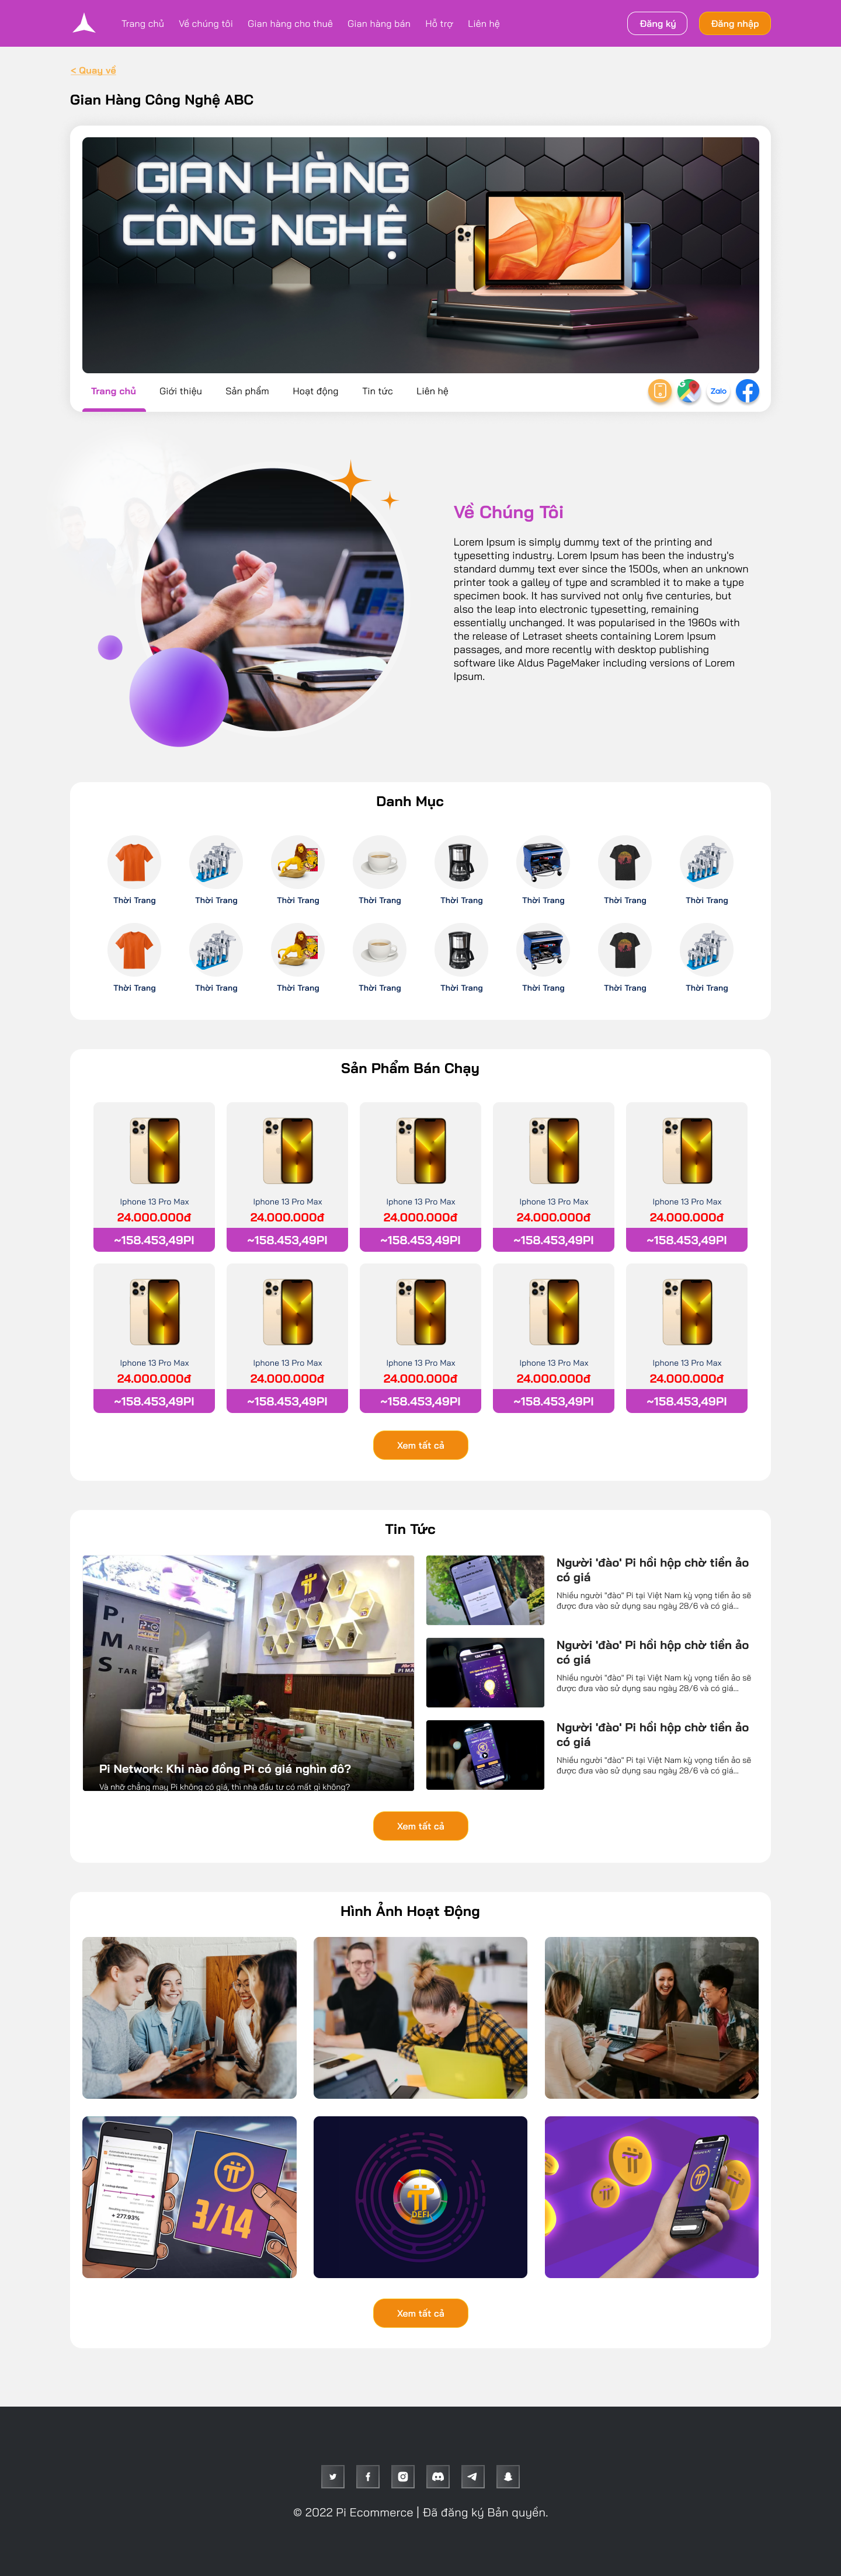 Trang chủ Về chúng tôi Gian hàng cho thuê Gian hàng bán Hỗ trợ Liên hệ Đăng ký Đăng nhập
< Quay về
Gian Hàng Công Nghệ ABC
GIAN HÀNG
CÔNG NGHỆ
Trang chủ Giới thiệu Sản phẩm Hoạt động Tin tức Liên hệ Zalo
Về Chúng Tôi
Lorem Ipsum is simply dummy text of the printing and
typesetting industry. Lorem Ipsum has been the industry's
standard dummy text ever since the 1500s, when an unknown
printer took a galley of type and scrambled it to make a type
specimen book. It has survived not only five centuries, but
also the leap into electronic typesetting, remaining
essentially unchanged. It was popularised in the 1960s with
the release of Letraset sheets containing Lorem Ipsum
passages, and more recently with desktop publishing
software like Aldus PageMaker including versions of Lorem
Ipsum.
Danh Mục
Thời Trang Thời Trang Thời Trang Thời Trang Thời Trang Thời Trang Thời Trang Thời Trang
Thời Trang Thời Trang Thời Trang Thời Trang Thời Trang Thời Trang Thời Trang Thời Trang
Sản Phẩm Bán Chạy
Iphone 13 Pro Max Iphone 13 Pro Max Iphone 13 Pro Max Iphone 13 Pro Max Iphone 13 Pro Max
24.000.000đ 24.000.000đ 24.000.000đ 24.000.000đ 24.000.000đ
~158.453,49PI ~158.453,49PI ~158.453,49PI ~158.453,49PI ~158.453,49PI
Iphone 13 Pro Max Iphone 13 Pro Max Iphone 13 Pro Max Iphone 13 Pro Max Iphone 13 Pro Max
24.000.000đ 24.000.000đ 24.000.000đ 24.000.000đ 24.000.000đ
~158.453,49PI ~158.453,49PI ~158.453,49PI ~158.453,49PI ~158.453,49PI
Xem tất cả
Tin Tức
PI
MARKET
STAR
Pi Network: Khi nào đồng Pi có giá nghìn đô?
Và nhỡ chẳng may Pi không có giá, thì nhà đầu tư có mất gì không?
Người 'đào' Pi hồi hộp chờ tiền ảo
có giá
Nhiều người "đào" Pi tại Việt Nam kỳ vọng tiền ảo sẽ
được đưa vào sử dụng sau ngày 28/6 và có giá...
Người 'đào' Pi hồi hộp chờ tiền ảo
có giá
Nhiều người "đào" Pi tại Việt Nam kỳ vọng tiền ảo sẽ
được đưa vào sử dụng sau ngày 28/6 và có giá...
Người 'đào' Pi hồi hộp chờ tiền ảo
có giá
Nhiều người "đào" Pi tại Việt Nam kỳ vọng tiền ảo sẽ
được đưa vào sử dụng sau ngày 28/6 và có giá...
Xem tất cả
Hình Ảnh Hoạt Động
+ 277.93%
3/14
DEFI
Xem tất cả
© 2022 Pi Ecommerce | Đã đăng ký Bản quyền.